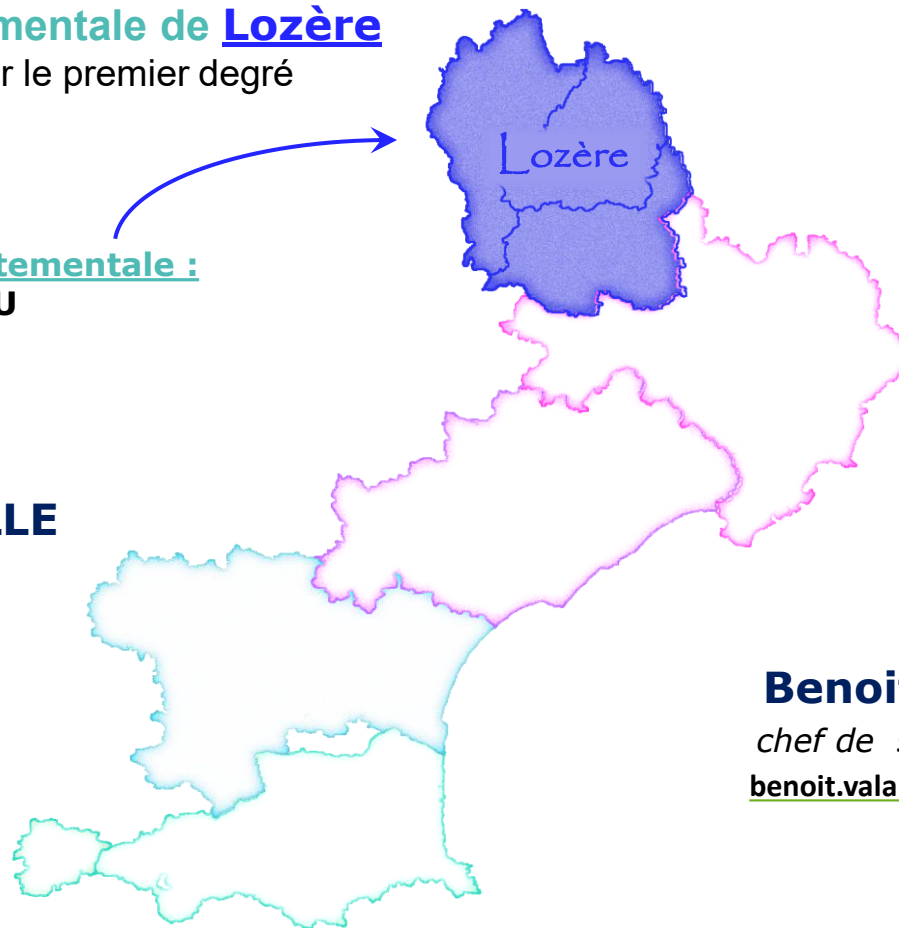 mentale de Lozère
r le premier degré
Lozère
tementale :
U
LLE
Benoit
chef de s
benoit.vala